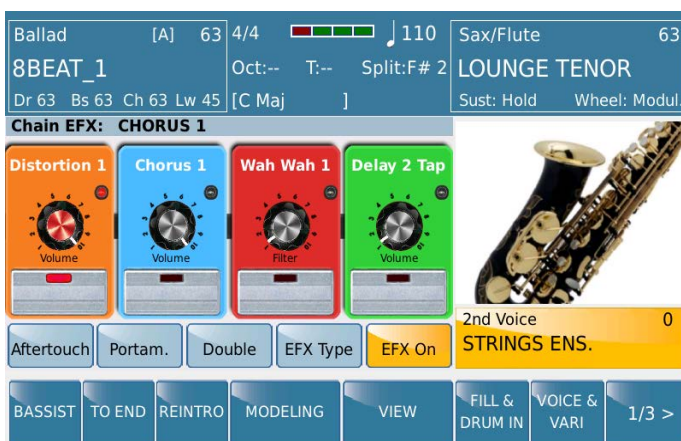 Ballad [A] 63
8BEAT_1
Dr 63 Bs 63 Ch 63 Lw 45
4/4 110
Oct:-- T:-- Split:F# 2
[C Maj ]
Sax/Flute 63
LOUNGE TENOR
Sust: Hold Wheel: Modul.
Chain EFX: CHORUS 1
Distortion 1
Volume
Chorus 1
Volume
Wah Wah 1
Filter
Delay 2 Tap
Volume
2nd Voice 0
STRINGS ENS.
Aftertouch Portam. Double EFX Type EFX On
BASSIST TO END REINTRO MODELING VIEW
FILL &
DRUM IN
VOICE &
VARI
1/3 >